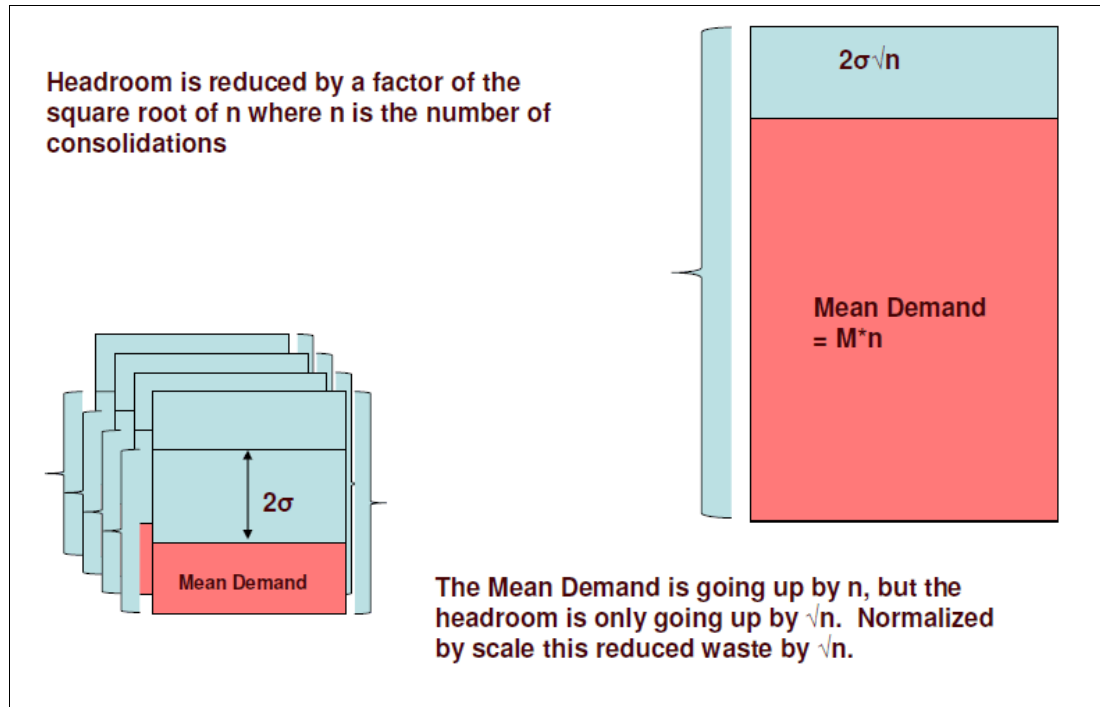 Headroom is reduced by a factor of the
square root of n where n is the number of
consolidations
2σ√n
Mean Demand
= M*n
2σ
Mean Demand
The Mean Demand is going up by n, but the
headroom is only going up by √n.  Normalized
by scale this reduced waste by √n.